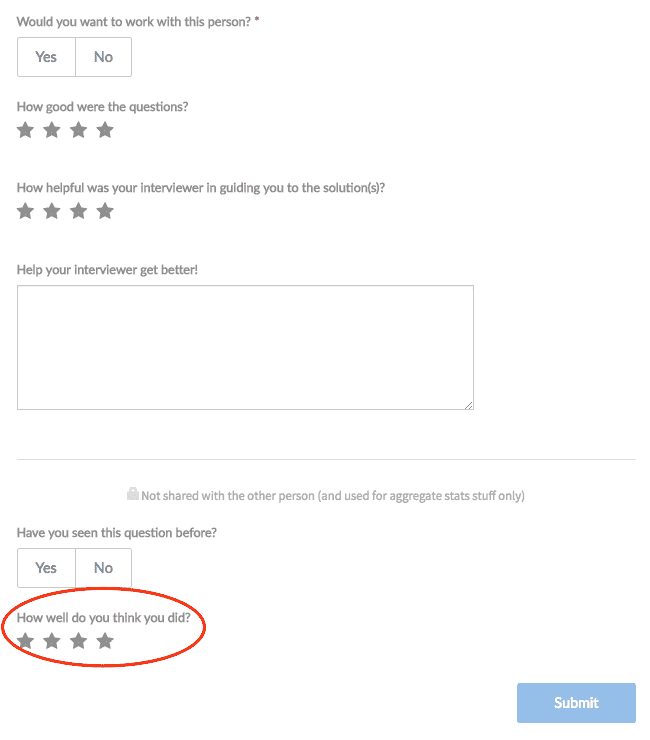 Would you want to work with this person? *
Yes No
How good were the questions?
How helpful was your interviewer in guiding you to the solution(s)?
Help your interviewer get better!
Not shared with the other person (and used for aggregate stats stuff only)
Have you seen this question before?
Yes No
How well do you think you did?
Submit